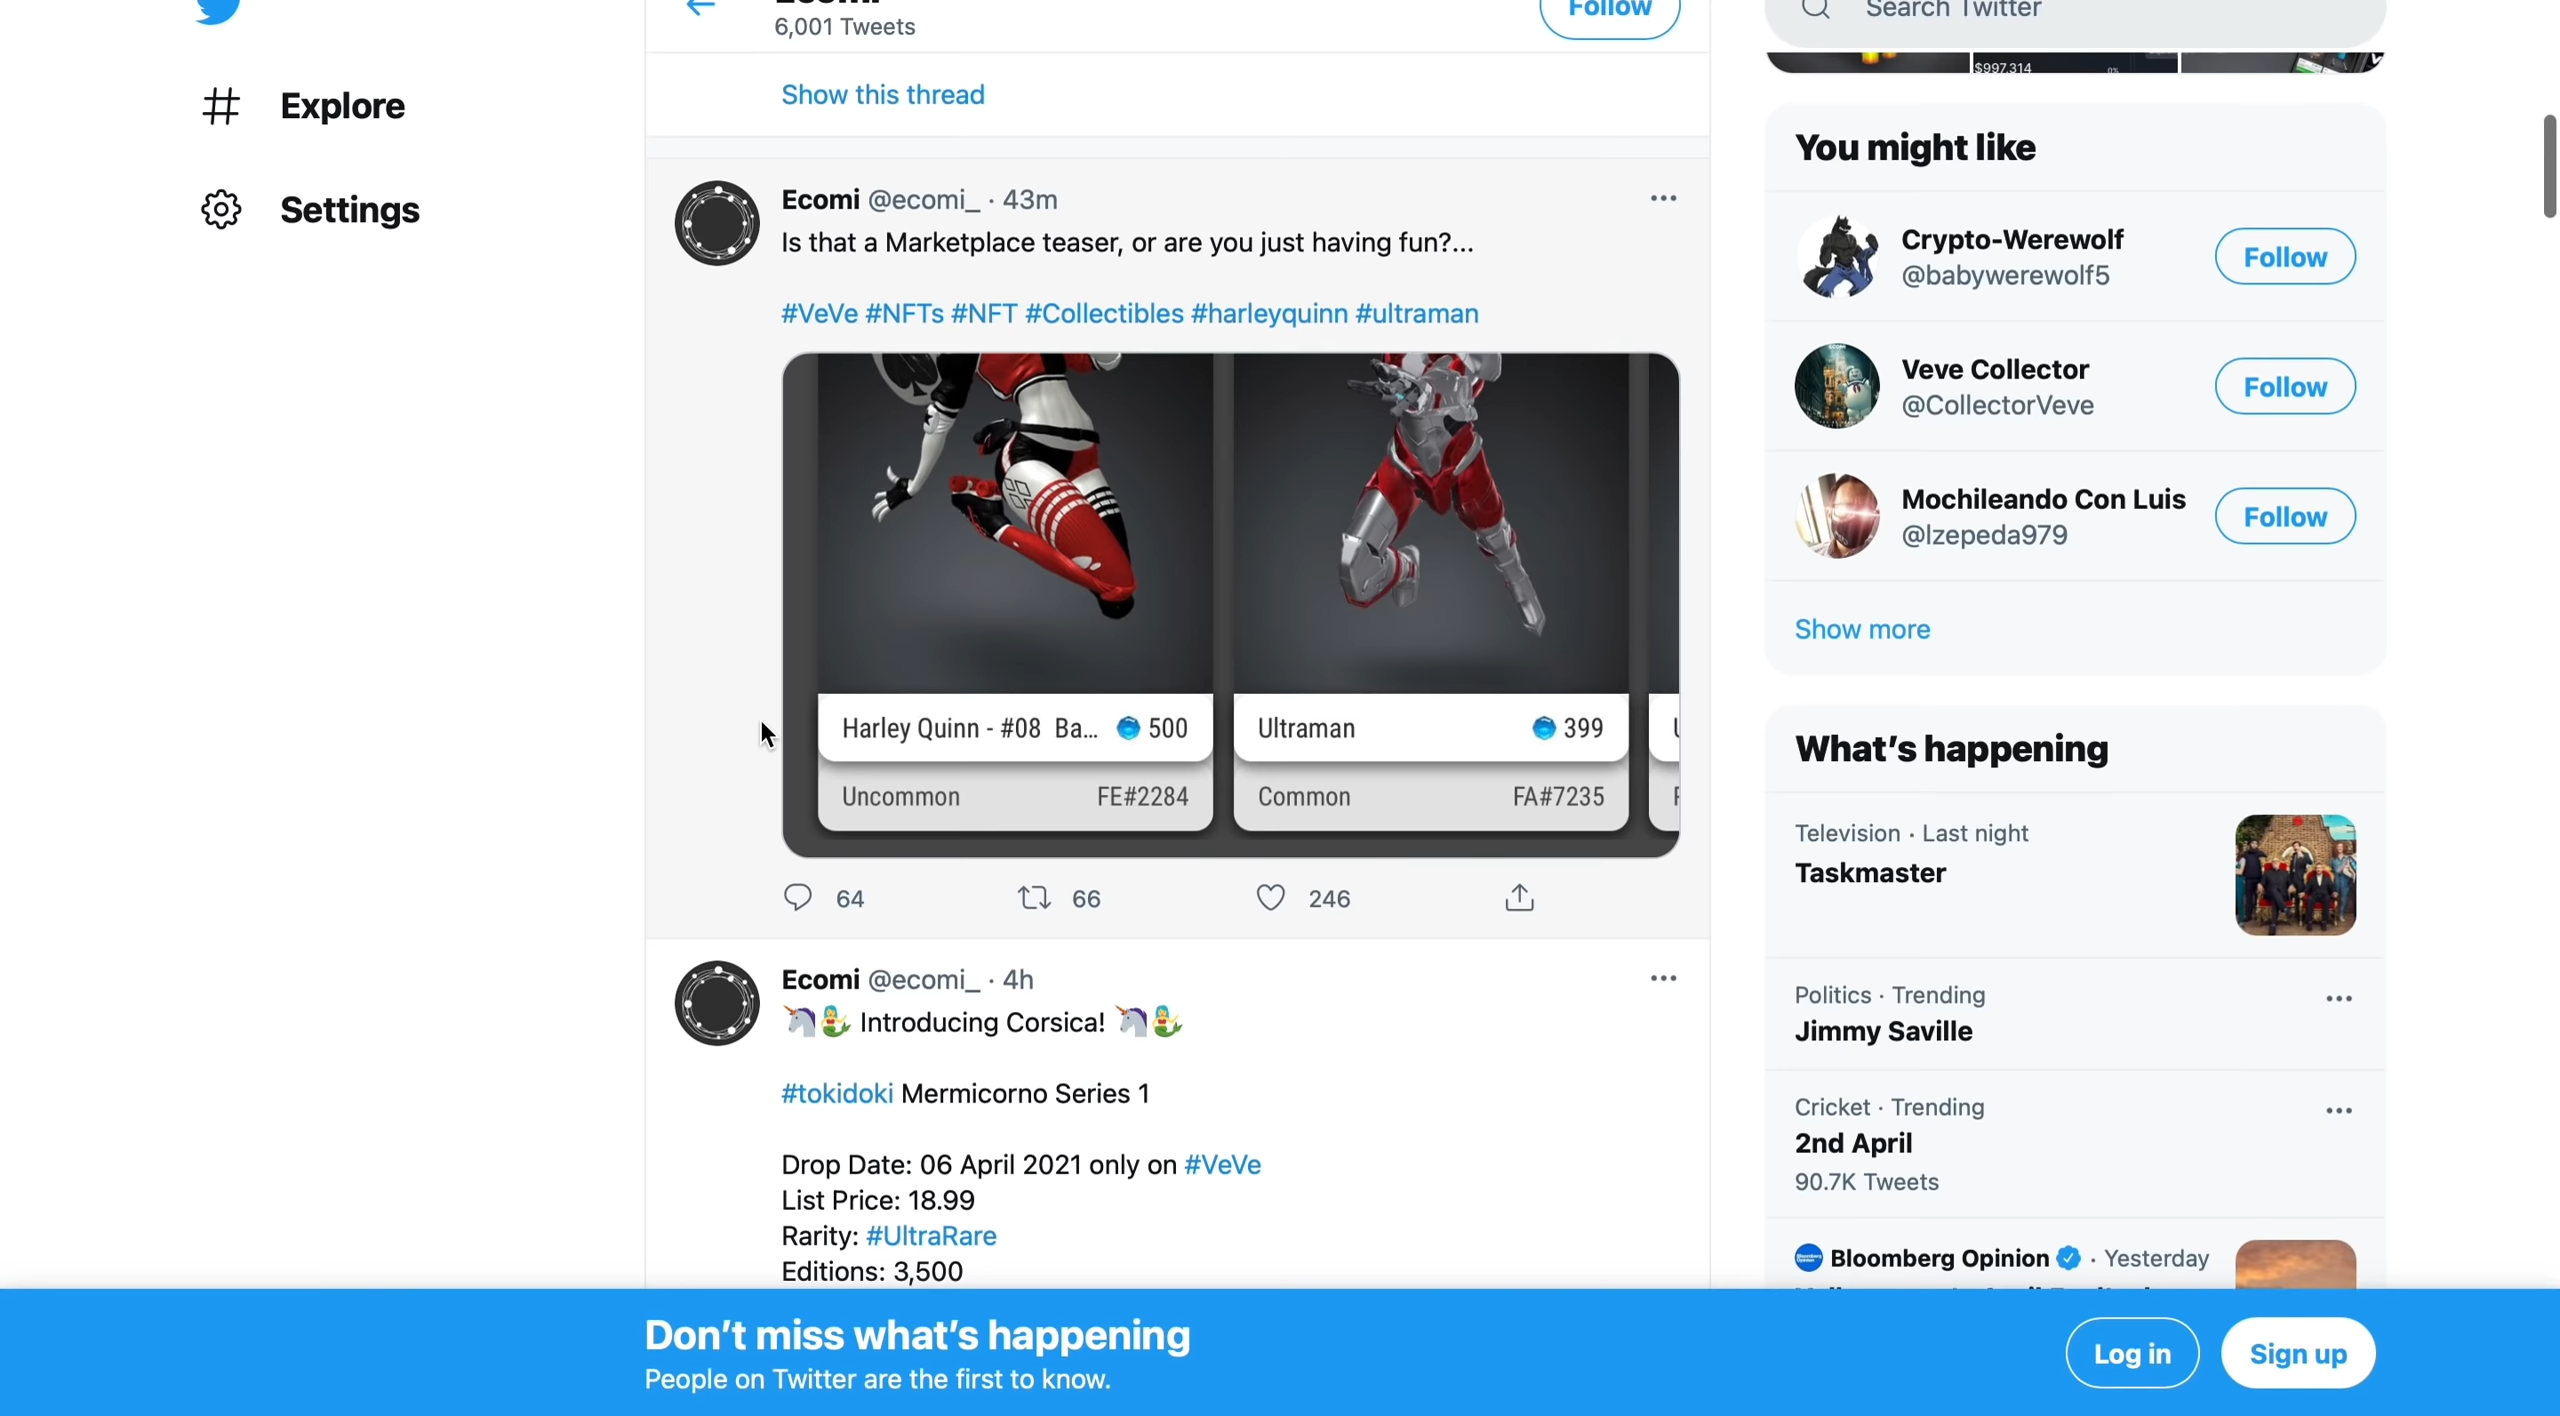 Explore
Settings
6,001 Tweets
Follow
Show this thread
Ecomi @ecomi_ · 43m
Is that a Marketplace teaser, or are you just having fun?...
#VeVe #NFTs #NFT #Collectibles #harleyquinn #ultraman
Harley Quinn - #08 Ba... 500
Uncommon FE#2284
Ultraman 399
Common FA#7235
64 66 246
Ecomi @ecomi_ · 4h
🦄🧜‍♀️ Introducing Corsica! 🦄🧜‍♀️
#tokidoki Mermicorno Series 1
Drop Date: 06 April 2021 only on #VeVe
List Price: 18.99
Rarity: #UltraRare
Editions: 3,500
Search Twitter
$997,314
0%
You might like
Crypto-Werewolf
@babywerewolf5
Follow
Veve Collector
@CollectorVeve
Follow
Mochileando Con Luis
@lzepeda979
Follow
Show more
What's happening
Television · Last night
Taskmaster
Politics · Trending
Jimmy Saville
Cricket · Trending
2nd April
90.7K Tweets
Bloomberg Opinion · Yesterday
Don't miss what's happening
People on Twitter are the first to know.
Log in
Sign up